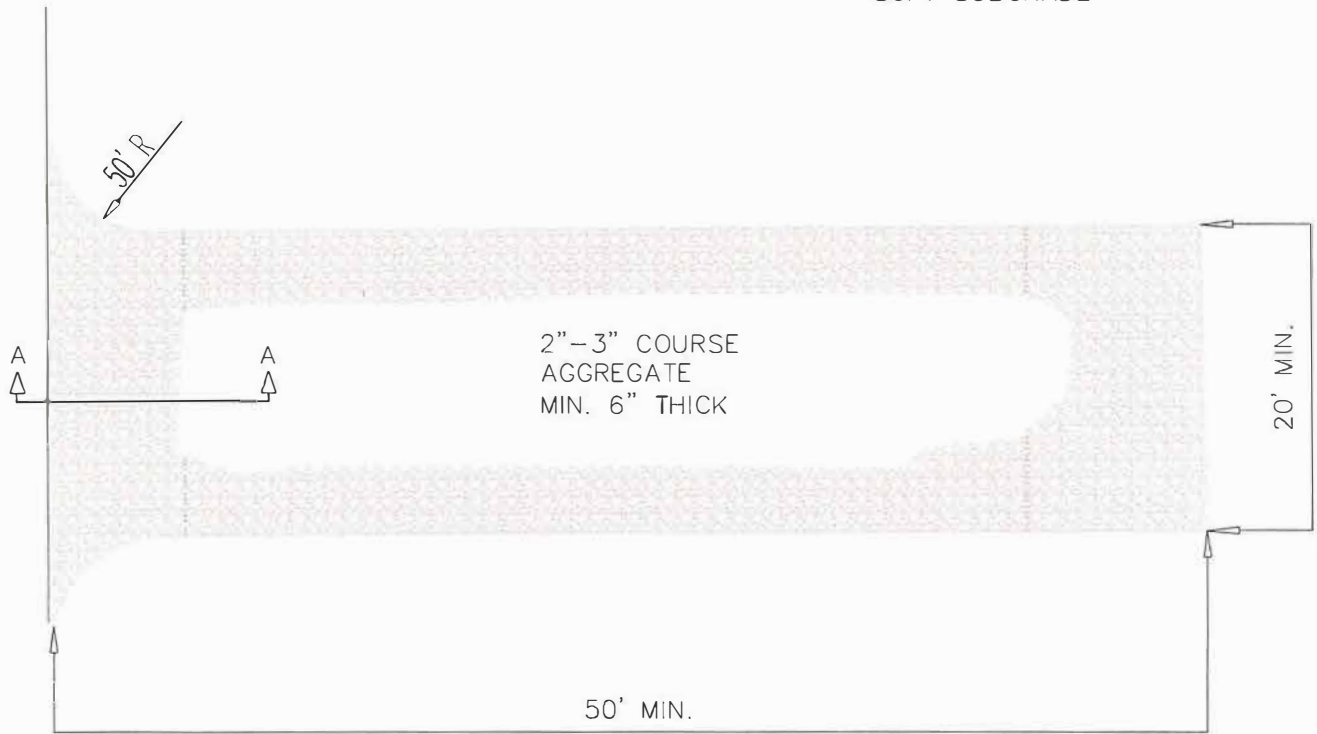 50' R
A A
2"-3" COURSE
AGGREGATE
MIN. 6" THICK
20' MIN.
50' MIN.